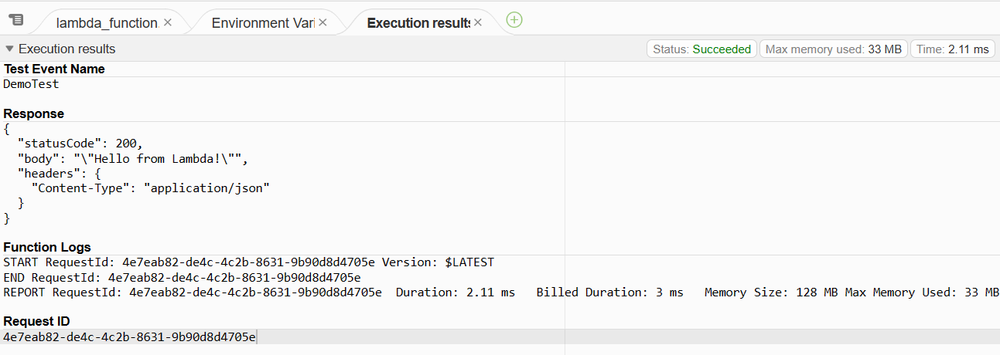 lambda_function. × Environment Vari × Execution results ×
Execution results Status: Succeeded Max memory used: 33 MB Time: 2.11 ms
Test Event Name
DemoTest
Response
{
  "statusCode": 200,
  "body": "\"Hello from Lambda!\"",
  "headers": {
    "Content-Type": "application/json"
  }
}
Function Logs
START RequestId: 4e7eab82-de4c-4c2b-8631-9b90d8d4705e Version: $LATEST
END RequestId: 4e7eab82-de4c-4c2b-8631-9b90d8d4705e
REPORT RequestId: 4e7eab82-de4c-4c2b-8631-9b90d8d4705e  Duration: 2.11 ms   Billed Duration: 3 ms   Memory Size: 128 MB Max Memory Used: 33 MB
Request ID
4e7eab82-de4c-4c2b-8631-9b90d8d4705e